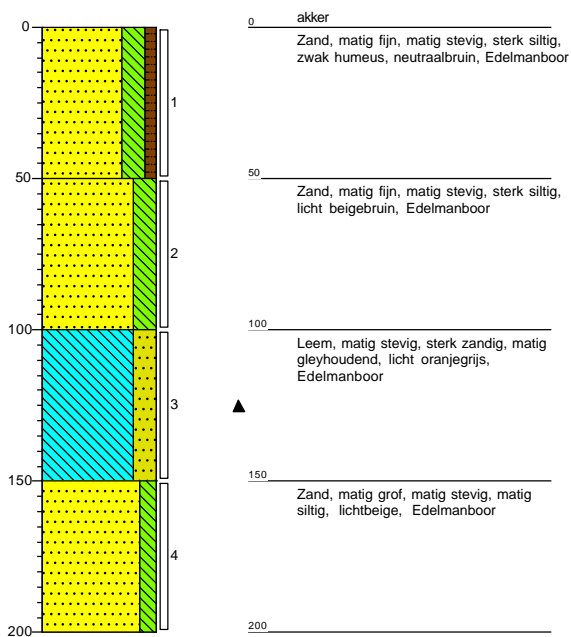 0
50
100
150
200
1
2
3
4
0
akker
Zand, matig fijn, matig stevig, sterk siltig,
zwak humeus, neutraalbruin, Edelmanboor
50
Zand, matig fijn, matig stevig, sterk siltig,
licht beigebruin, Edelmanboor
100
Leem, matig stevig, sterk zandig, matig
gleyhoudend, licht oranjegrijs,
Edelmanboor
150
Zand, matig grof, matig stevig, matig
siltig, lichtbeige, Edelmanboor
200